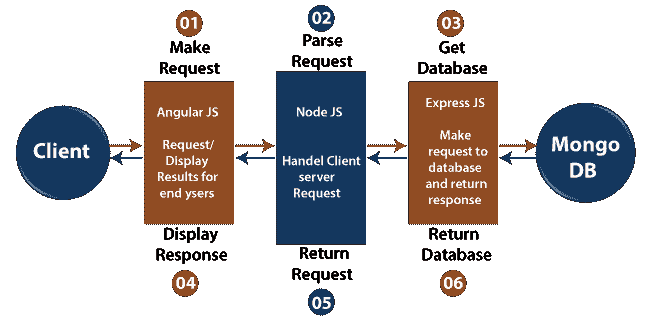 01
Make
Request
02
Parse
Request
03
Get
Database
Client
Angular JS
Request/
Display
Results for
end ysers
Node JS
Handel Client
server
Request
Express JS
Make
request to
database
and return
response
Mongo
DB
Display
Response
04
Return
Request
05
Return
Database
06